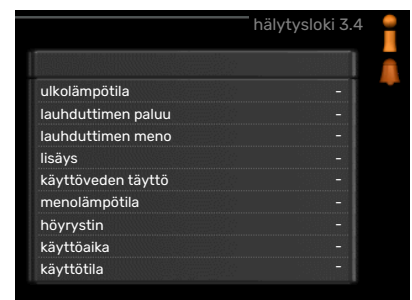 hälytysloki 3.4
ulkolämpötila -
lauhduttimen paluu -
lauhduttimen meno -
lisäys -
käyttöveden täyttö -
menolämpötila -
höyrystin -
käyttöaika -
käyttötila -